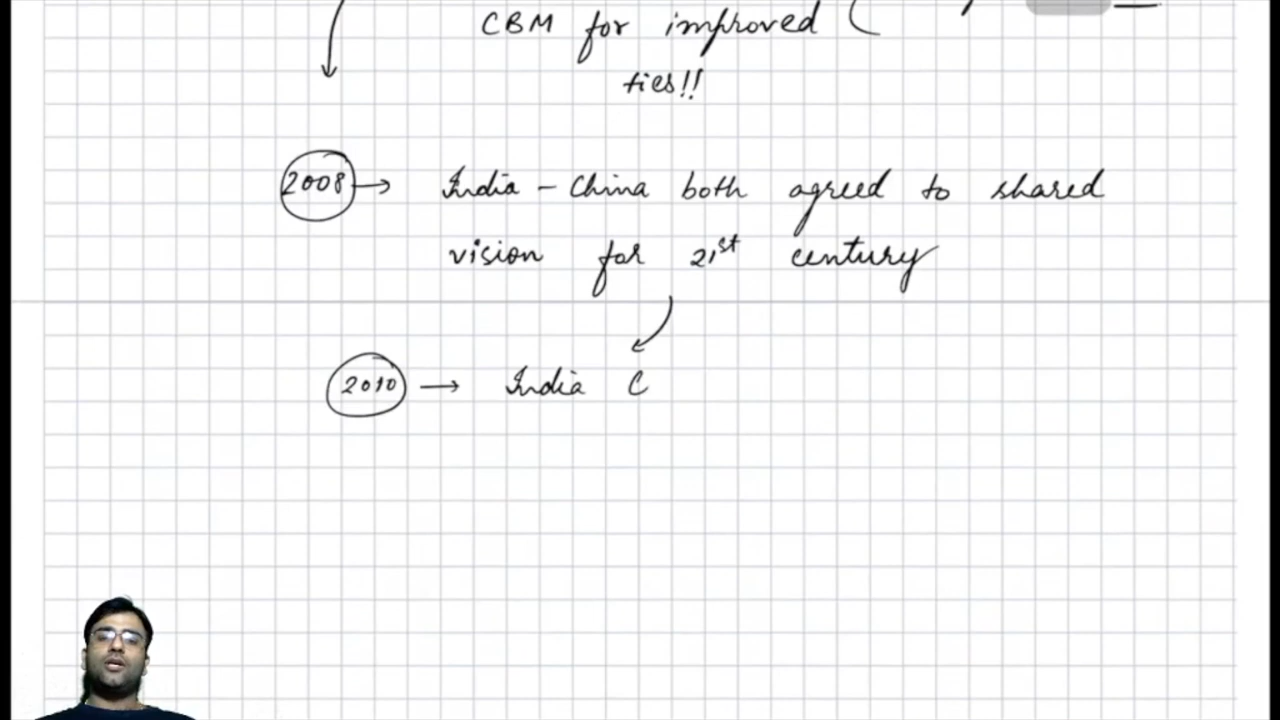 CBM for improved
ties!!
2008 → India - China both agreed to shared
vision for 21st century
2010 → India C